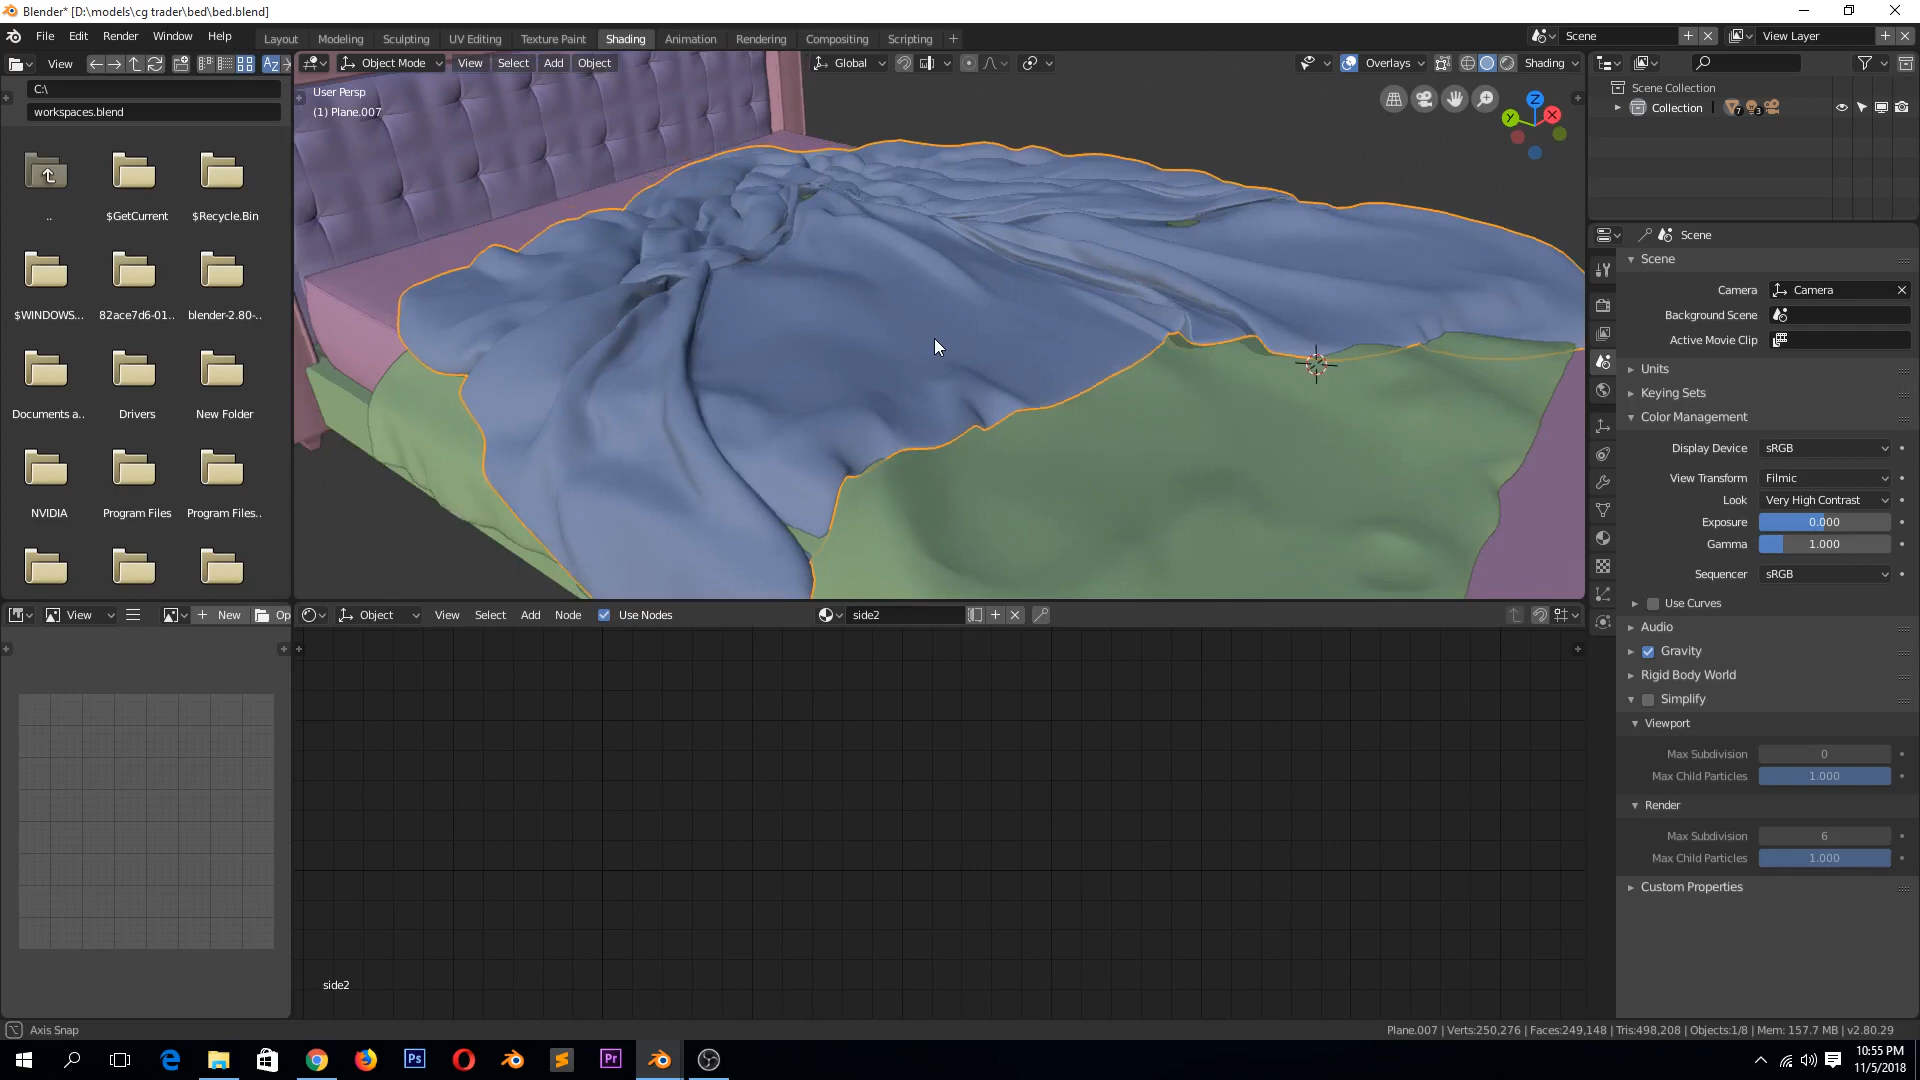 Blender* [D:\models\cg trader\bed\bed.blend]
File Edit Render Window Help
Layout Modeling Sculpting UV Editing Texture Paint Shading Animation Rendering Compositing Scripting
Scene
View Layer
View
Object Mode View Select Add Object
Global
Overlays
Shading
C:\
workspaces.blend
..
$GetCurrent
$Recycle.Bin
$WINDOWS...
82ace7d6-01..
blender-2.80-..
Documents a..
Drivers
New Folder
NVIDIA
Program Files
Program Files..
User Persp
(1) Plane.007
Z
X
Y
Scene Collection
Collection
7
3
Scene
Scene
Camera
Camera
Background Scene
Active Movie Clip
Units
Keying Sets
Color Management
Display Device
sRGB
View Transform
Filmic
Look
Very High Contrast
Exposure
0.000
Gamma
1.000
Sequencer
sRGB
Use Curves
Audio
Gravity
Rigid Body World
Simplify
Viewport
Max Subdivision
0
Max Child Particles
1.000
Render
Max Subdivision
6
Max Child Particles
1.000
Custom Properties
View
New
Op
Object
View Select Add Node
Use Nodes
side2
side2
Axis Snap
Plane.007 | Verts:250,276 | Faces:249,148 | Tris:498,208 | Objects:1/8 | Mem: 157.7 MB | v2.80.29
Ps
Pr
10:55 PM
11/5/2018